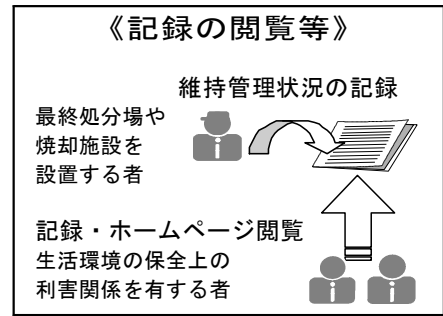 《記録の閲覧等》
維持管理状況の記録
最終処分場や
焼却施設を
設置する者
記録・ホームページ閲覧
生活環境の保全上の
利害関係を有する者